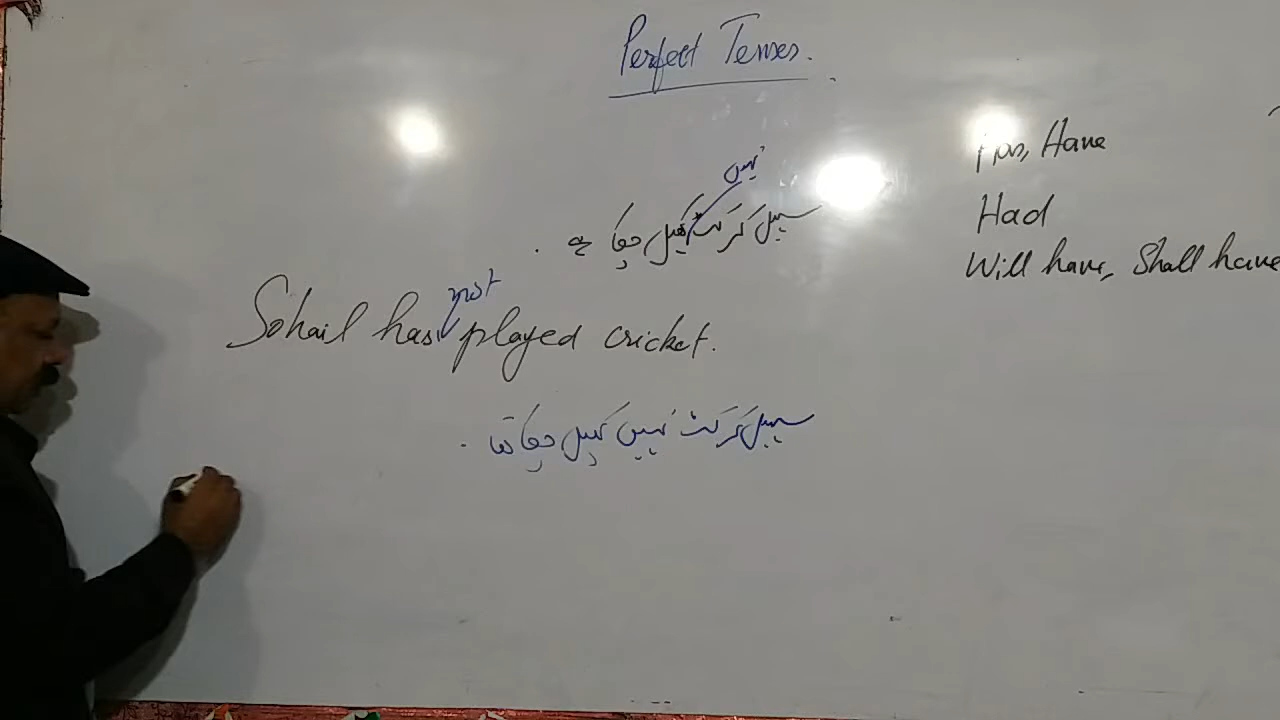 Perfect Tenses.
Has, Have
نہیں
سہیل کرکٹ کھیل چکا ہے ۔
Had
Will have, Shall have
not
Sohail has played cricket.
سہیل کرکٹ نہیں کھیل چکا تھا ۔